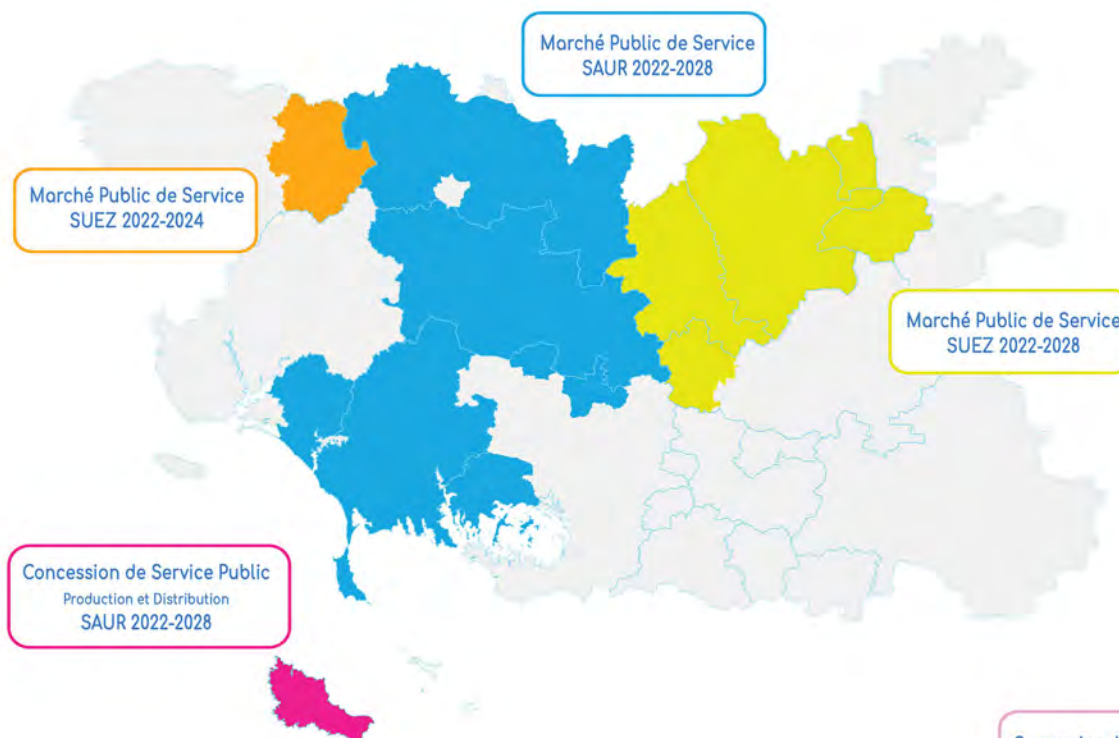 Marché Public de Service
SAUR 2022-2028
Marché Public de Service
SUEZ 2022-2024
Marché Public de Service
SUEZ 2022-2028
Concession de Service Public
Production et Distribution
SAUR 2022-2028